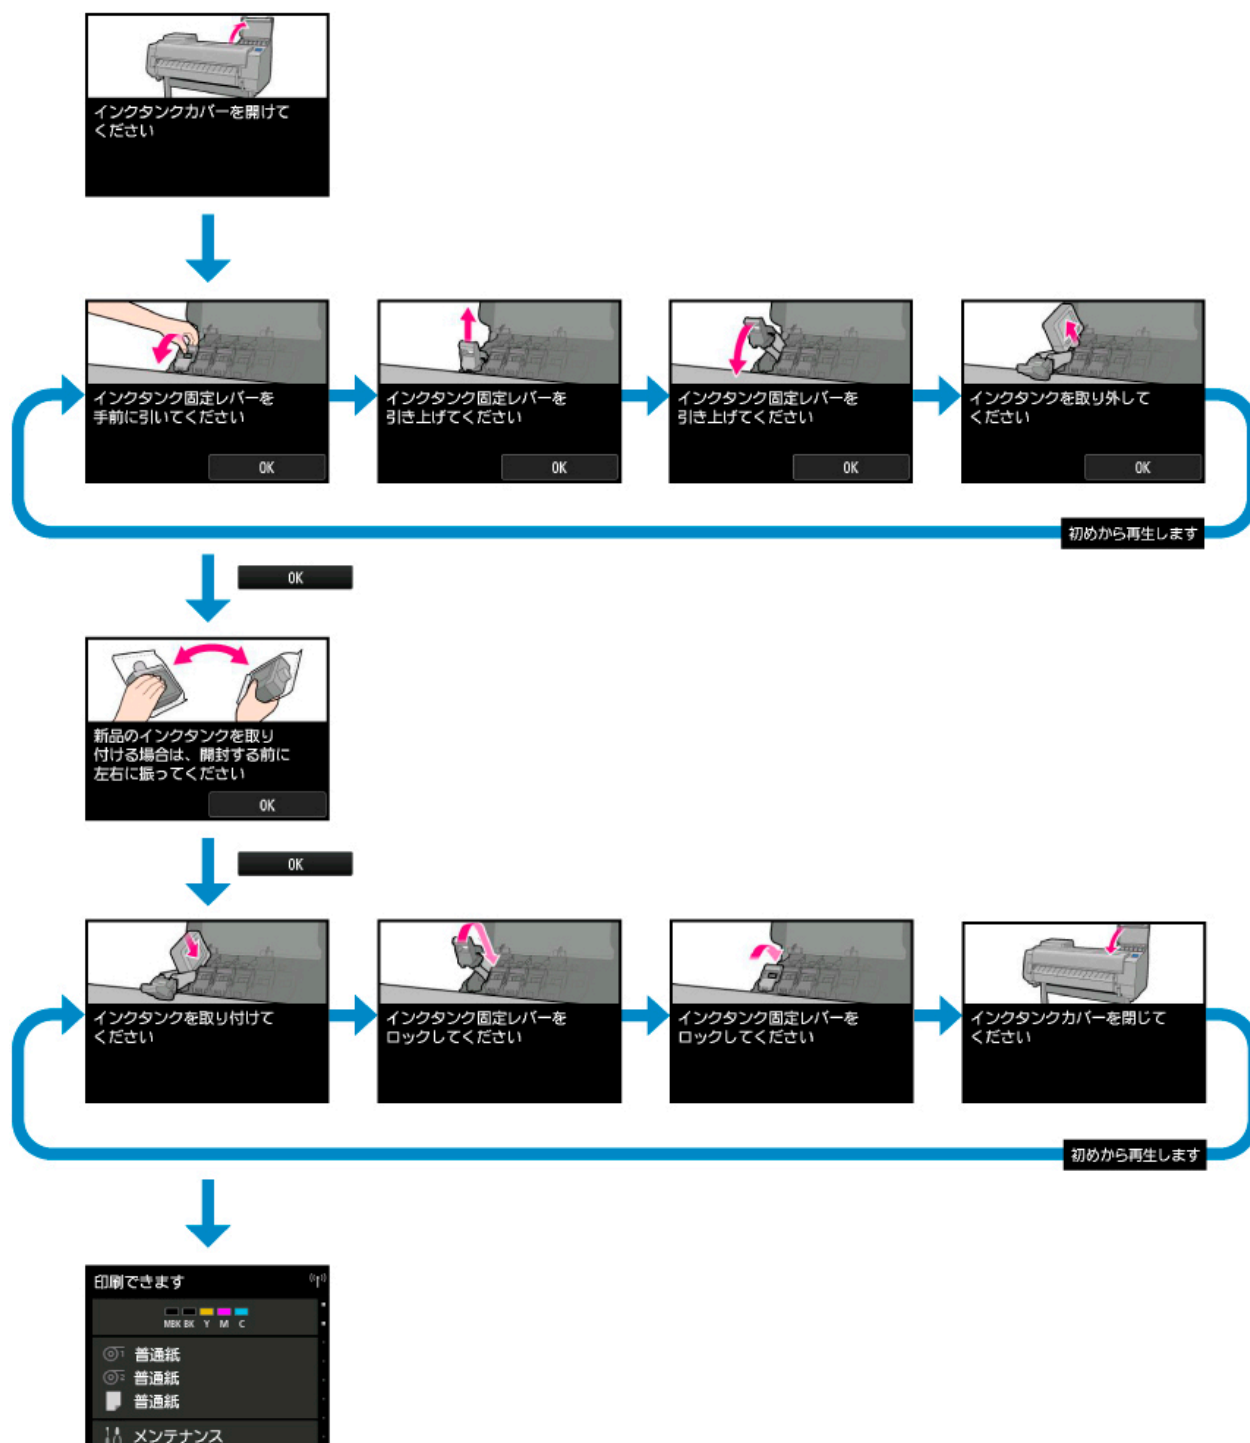 インクタンクカバーを開けて
ください
インクタンク固定レバーを
手前に引いてください
OK
インクタンク固定レバーを
引き上げてください
OK
インクタンク固定レバーを
引き上げてください
OK
インクタンクを取り外して
ください
OK
初めから再生します
OK
新品のインクタンクを取り
付ける場合は、開封する前に
左右に振ってください
OK
OK
インクタンクを取り付けて
ください
インクタンク固定レバーを
ロックしてください
インクタンク固定レバーを
ロックしてください
インクタンクカバーを閉じて
ください
初めから再生します
印刷できます
MBK BK Y M C
1 普通紙
2 普通紙
普通紙
メンテナンス